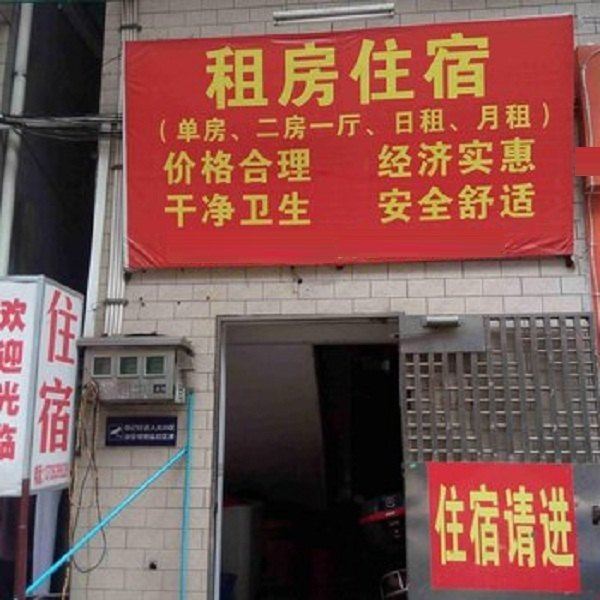 租房住宿
（单房、二房一厅、日租、月租）
价格合理 经济实惠
干净卫生 安全舒适
住宿
欢迎光临
住宿请进